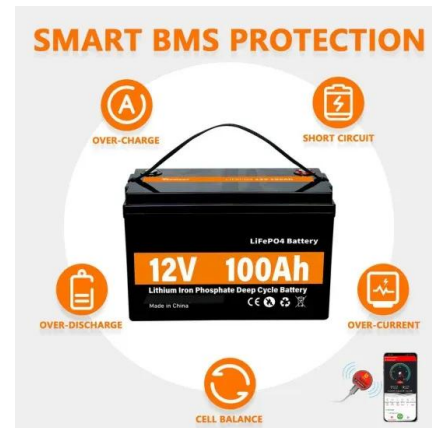 SMART BMS PROTECTION
OVER-CHARGE
SHORT CIRCUIT
LiFePO4 Battery
12V 100Ah
Lithium Iron Phosphate Deep Cycle Battery
Made in China
OVER-DISCHARGE
OVER-CURRENT
CELL BALANCE